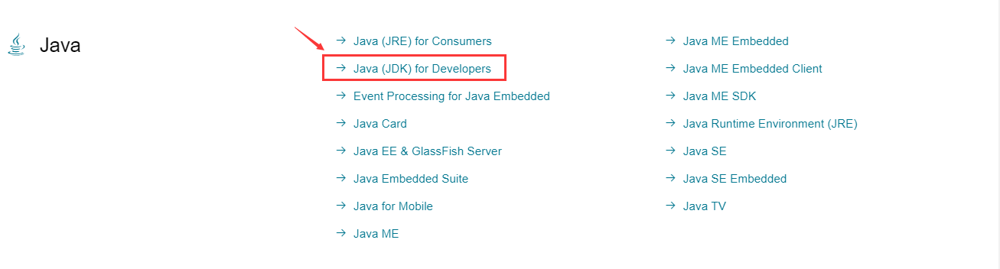 Java
Java (JRE) for Consumers
Java (JDK) for Developers
Event Processing for Java Embedded
Java Card
Java EE & GlassFish Server
Java Embedded Suite
Java for Mobile
Java ME
Java ME Embedded
Java ME Embedded Client
Java ME SDK
Java Runtime Environment (JRE)
Java SE
Java SE Embedded
Java TV